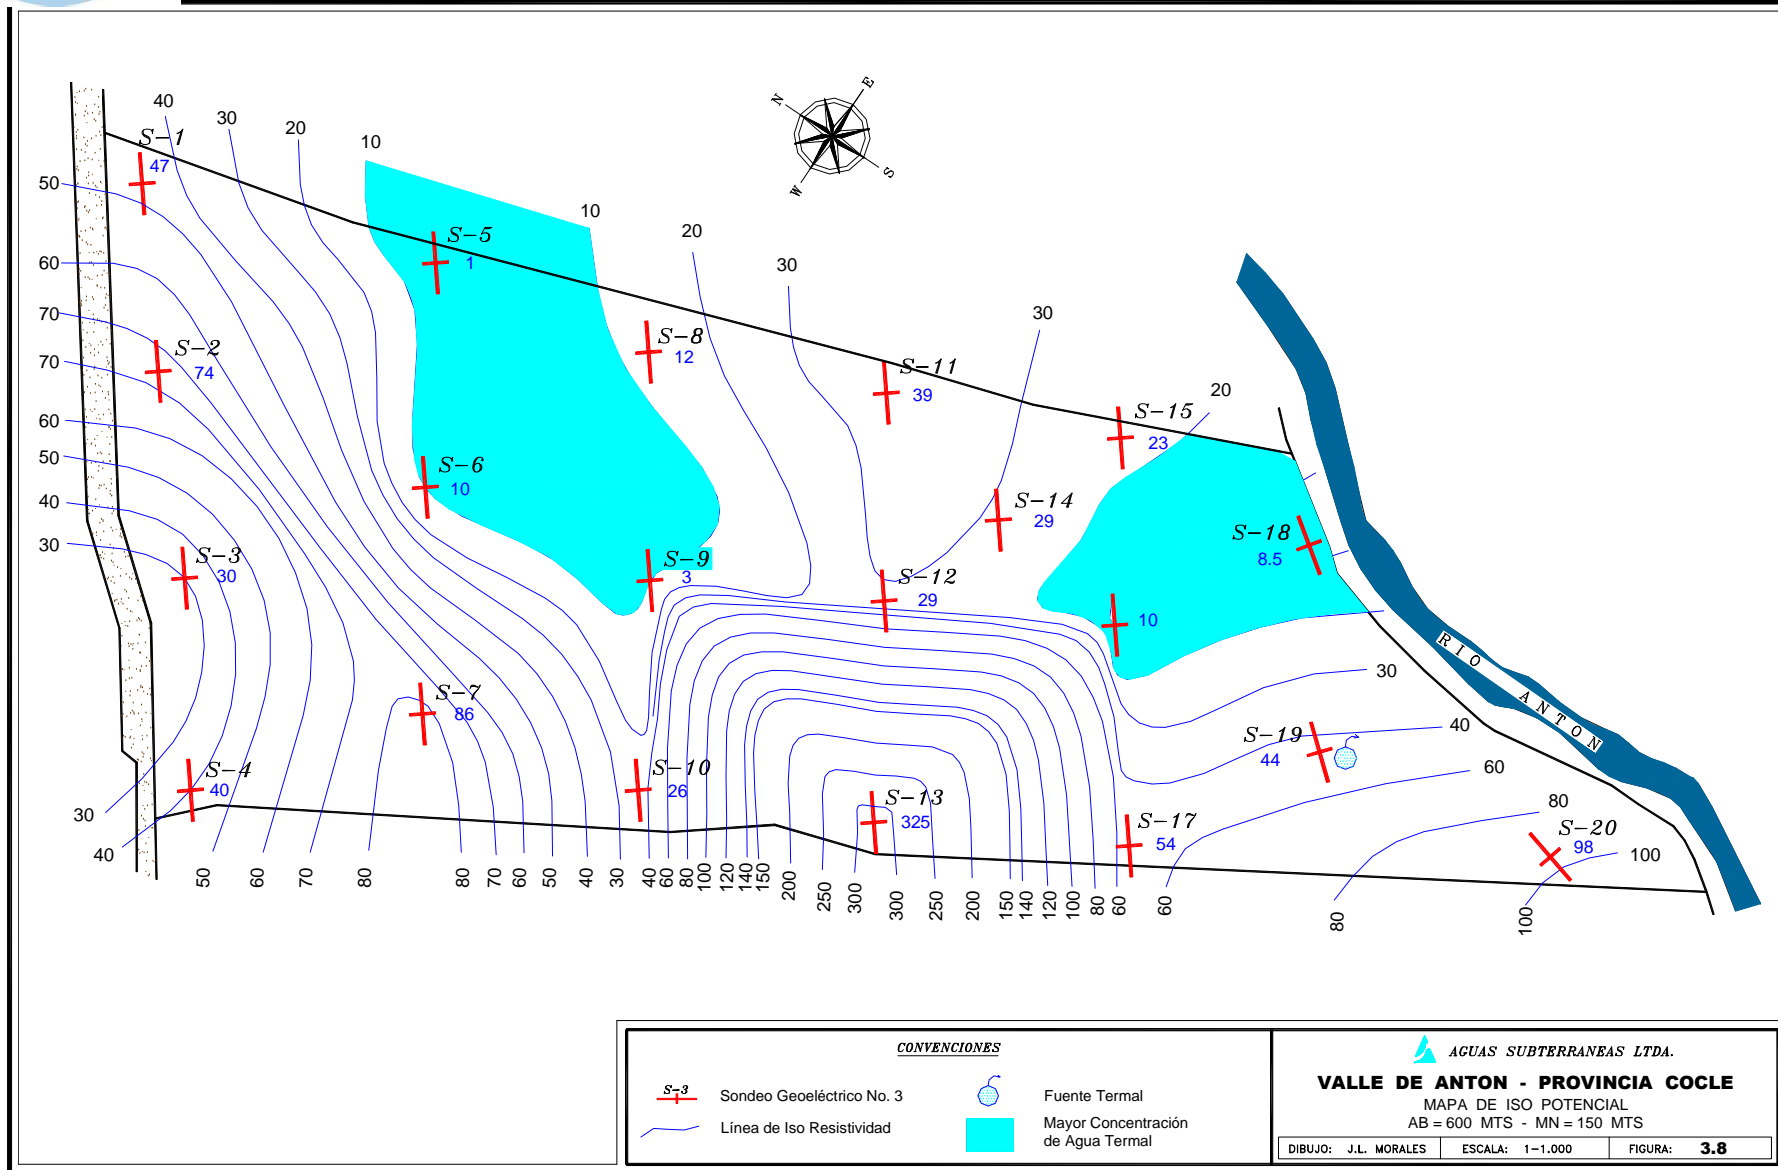 N
E
S
W
40
30
20
10
10
20
30
30
20
50
60
70
70
60
50
40
30
30
40
S-1
47
S-2
74
S-3
30
S-4
40
S-5
1
S-6
10
S-7
86
S-8
12
S-9
3
S-10
26
S-11
39
S-12
29
S-13
325
S-14
29
S-15
23
10
S-17
54
S-18
8.5
S-19
44
S-20
98
30
40
60
80
100
RIO ANTON
50
60
70
80
80
70
60
50
40
30
40
60
80
100
120
140
150
200
250
300
300
250
200
150
140
120
100
80
60
60
80
100
CONVENCIONES
S-3
Sondeo Geoeléctrico No. 3
Línea de Iso Resistividad
Fuente Termal
Mayor Concentración
de Agua Termal
AGUAS SUBTERRANEAS LTDA.
VALLE DE ANTON - PROVINCIA COCLE
MAPA DE ISO POTENCIAL
AB = 600 MTS - MN = 150 MTS
DIBUJO: J.L. MORALES
ESCALA: 1-1.000
FIGURA: 3.8